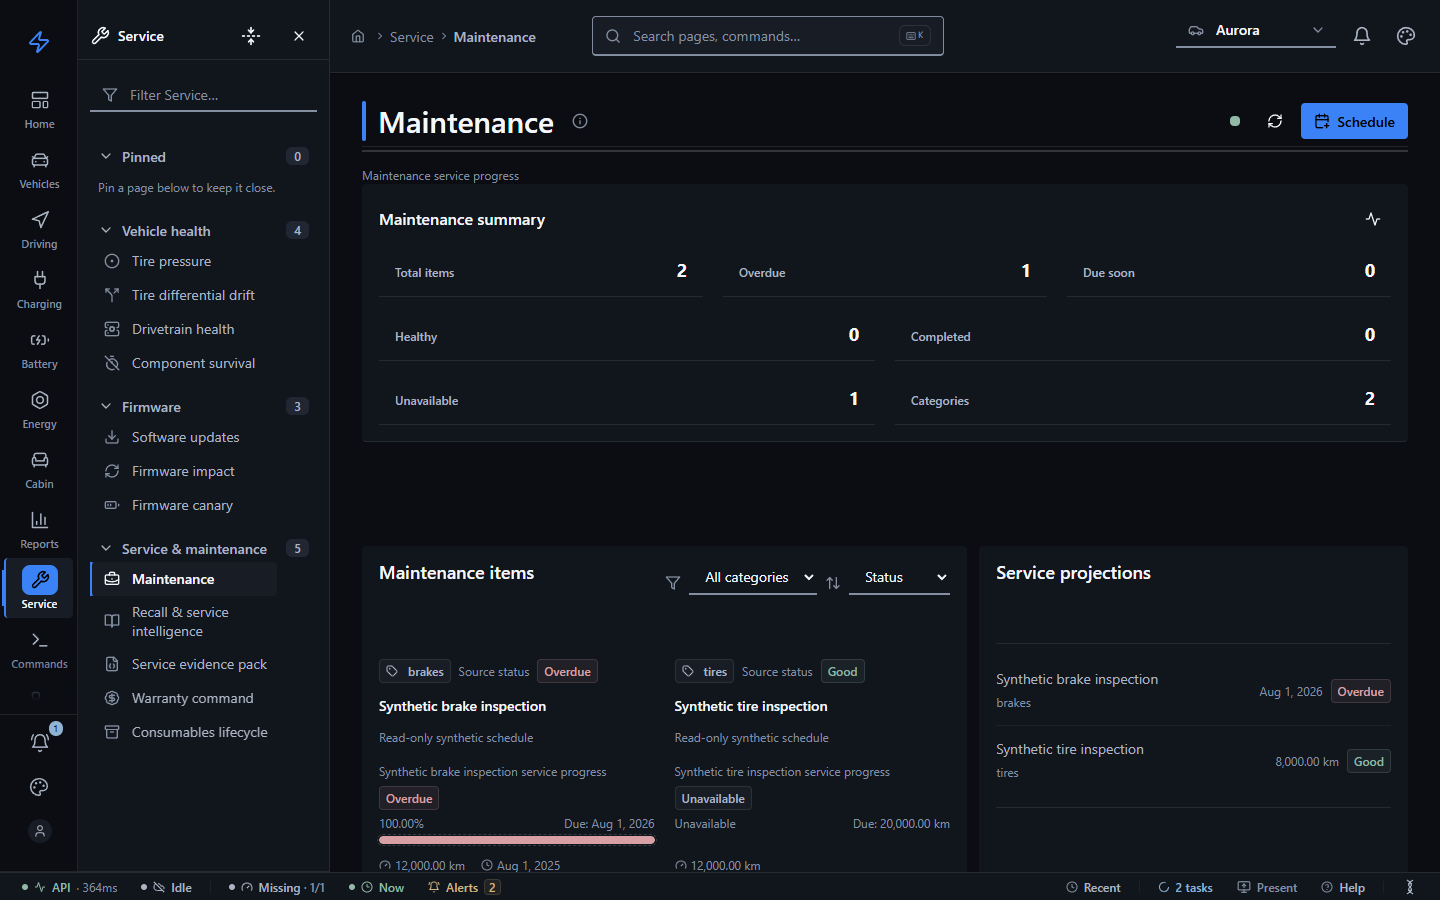 Home
Vehicles
Driving
Charging
Battery
Energy
Cabin
Reports
Service
Commands
1
Service
Filter Service...
Pinned 0
Pin a page below to keep it close.
Vehicle health 4
Tire pressure
Tire differential drift
Drivetrain health
Component survival
Firmware 3
Software updates
Firmware impact
Firmware canary
Service & maintenance 5
Maintenance
Recall & service
intelligence
Service evidence pack
Warranty command
Consumables lifecycle
Service Maintenance
Search pages, commands... K
Aurora
Maintenance
Schedule
Maintenance service progress
Maintenance summary
Total items 2 Overdue 1 Due soon 0
Healthy 0 Completed 0
Unavailable 1 Categories 2
Maintenance items
All categories Status
brakes Source status Overdue
Synthetic brake inspection
Read-only synthetic schedule
Synthetic brake inspection service progress
Overdue
100.00% Due: Aug 1, 2026
12,000.00 km Aug 1, 2025
tires Source status Good
Synthetic tire inspection
Read-only synthetic schedule
Synthetic tire inspection service progress
Unavailable
Unavailable Due: 20,000.00 km
12,000.00 km
Service projections
Synthetic brake inspection
brakes
Aug 1, 2026 Overdue
Synthetic tire inspection
tires
8,000.00 km Good
API · 364ms Idle Missing · 1/1 Now Alerts 2 Recent 2 tasks Present Help